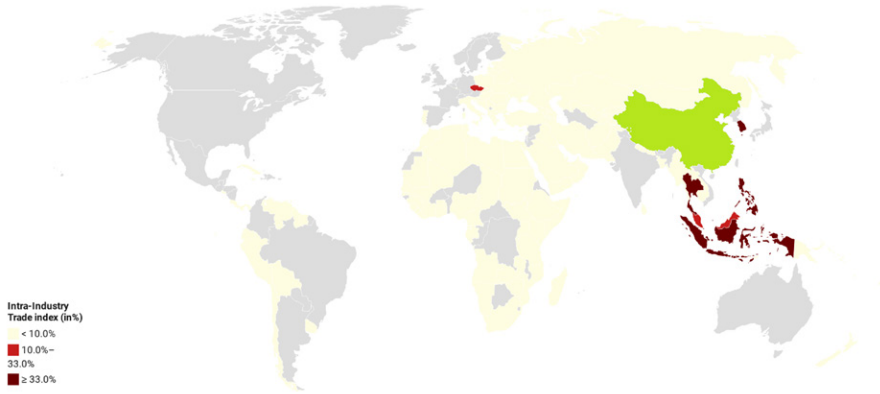 Intra-Industry
Trade index (in%)
< 10.0%
10.0%–
33.0%
≥ 33.0%